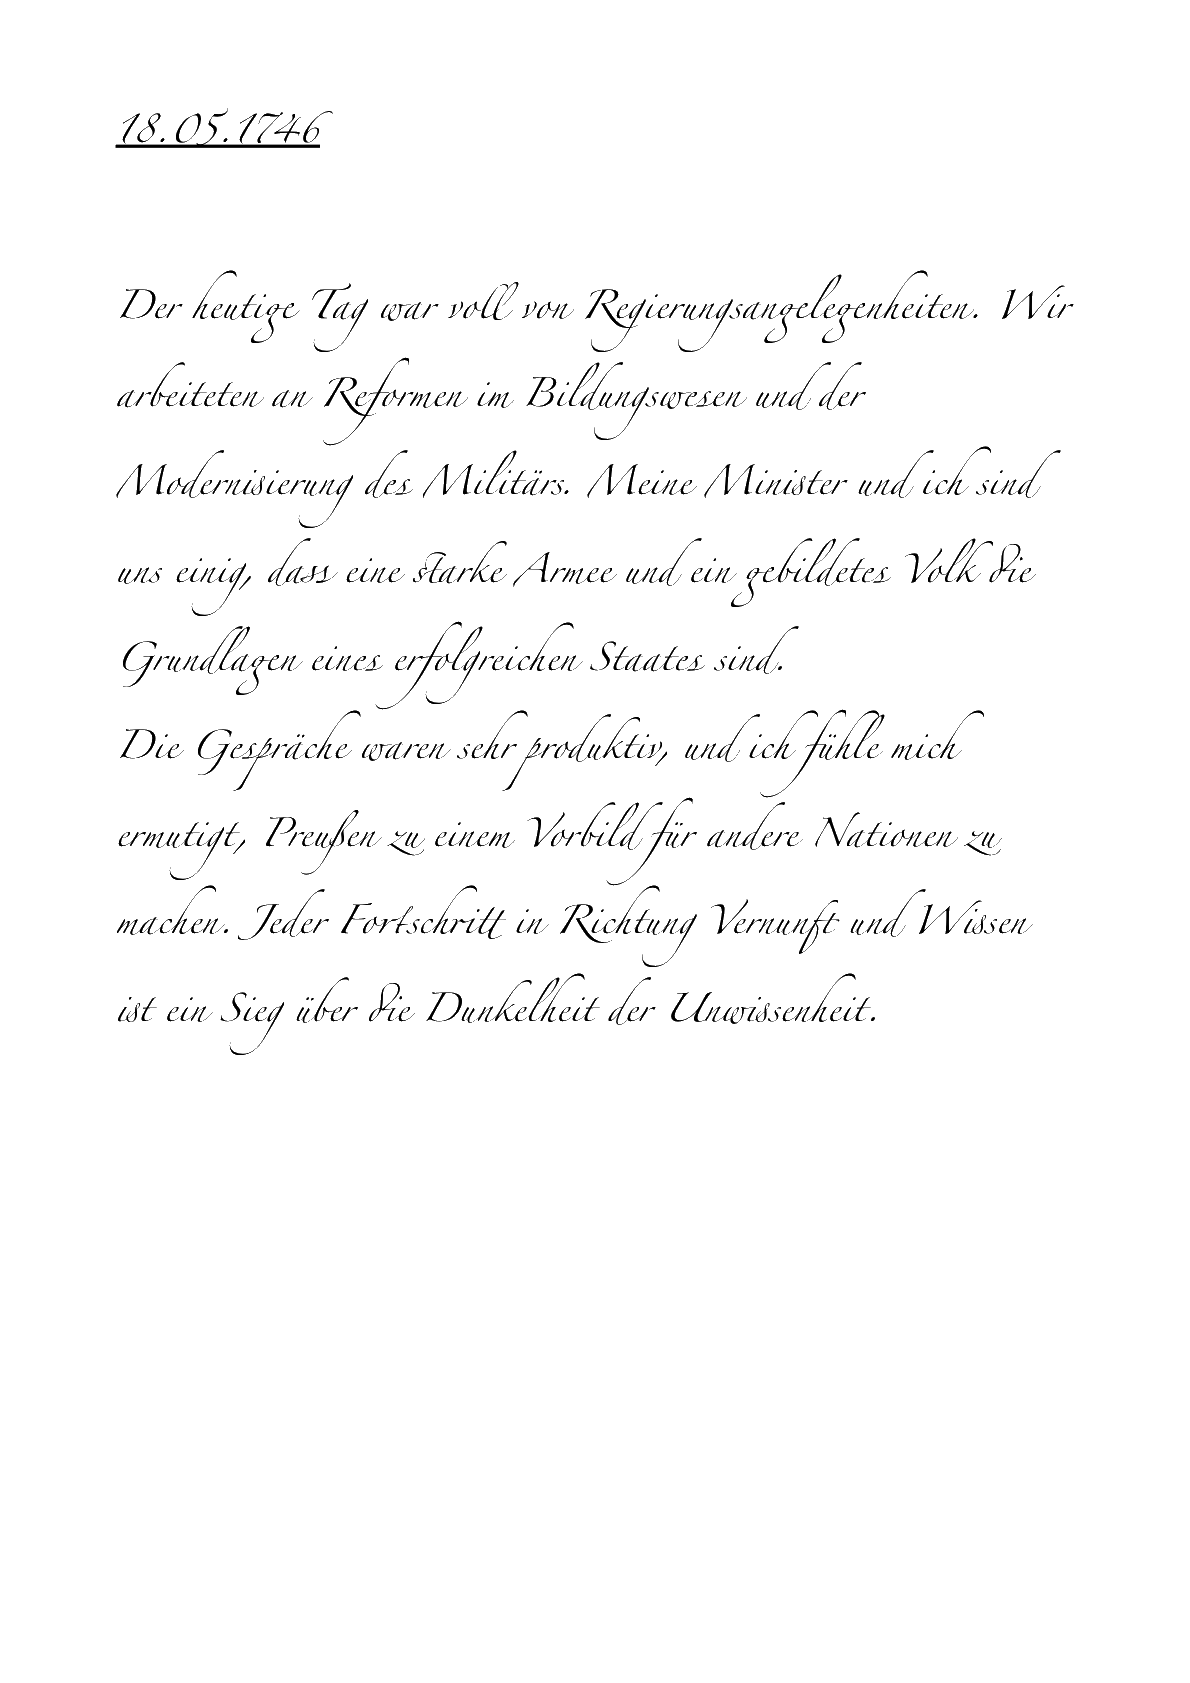 18.05.1746
Der heutige Tag war voll von Regierungsangelegenheiten. Wir
arbeiteten an Reformen im Bildungswesen und der
Modernisierung des Militärs. Meine Minister und ich sind
uns einig, dass eine starke Armee und ein gebildetes Volk die
Grundlagen eines erfolgreichen Staates sind.
Die Gespräche waren sehr produktiv, und ich fühle mich
ermutigt, Preußen zu einem Vorbild für andere Nationen zu
machen. Jeder Fortschritt in Richtung Vernunft und Wissen
ist ein Sieg über die Dunkelheit der Unwissenheit.